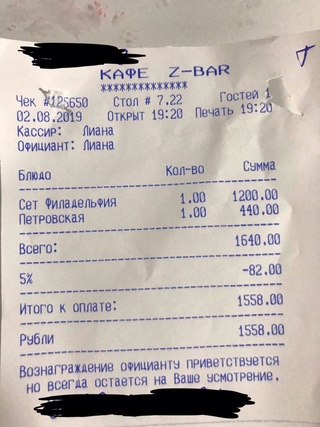 КАФЕ Z-BAR
**************
Чек #125650 Стол # 7.22 Гостей 1
02.08.2019 Открыт 19:20 Печать 19:20
Кассир: Лиана
Официант: Лиана
Блюдо Кол-во Сумма
Сет Филадельфия 1.00 1200.00
Петровская 1.00 440.00
Всего: 1640.00
5% -82.00
Итого к оплате: 1558.00
Рубли 1558.00
Вознаграждение официанту приветствуется
но всегда остается на Ваше усмотрение.